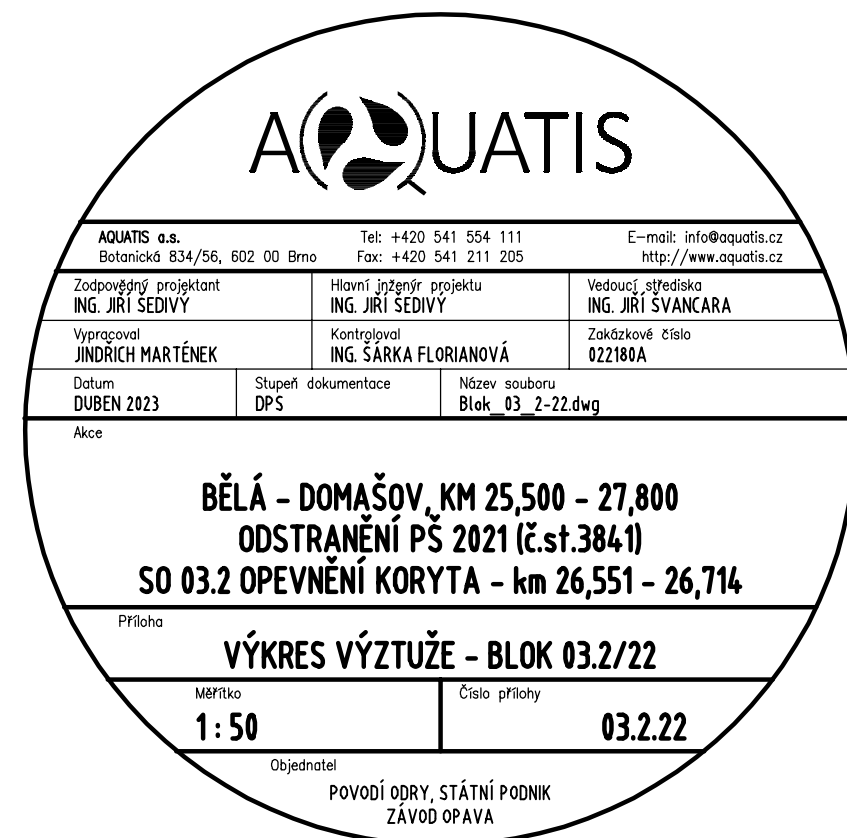 AQUATIS
AQUATIS a.s. Tel: +420 541 554 111 E-mail: info@aquatis.cz
Botanická 834/56, 602 00 Brno Fax: +420 541 211 205 http://www.aquatis.cz
Zodpovědný projektant Hlavní inženýr projektu Vedoucí střediska
ING. JIŘÍ ŠEDIVÝ ING. JIŘÍ ŠEDIVÝ ING. JIŘÍ ŠVANCARA
Vypracoval Kontroloval Zakázkové číslo
JINDŘICH MARTÉNEK ING. ŠÁRKA FLORIANOVÁ 022180A
Datum Stupeň dokumentace Název souboru
DUBEN 2023 DPS Blok_03_2-22.dwg
Akce
BĚLÁ - DOMAŠOV, KM 25,500 - 27,800
ODSTRANĚNÍ PŠ 2021 (č.st.3841)
SO 03.2 OPEVNĚNÍ KORYTA - km 26,551 - 26,714
Příloha
VÝKRES VÝZTUŽE - BLOK 03.2/22
Měřítko Číslo přílohy
1 : 50 03.2.22
Objednatel
POVODÍ ODRY, STÁTNÍ PODNIK
ZÁVOD OPAVA